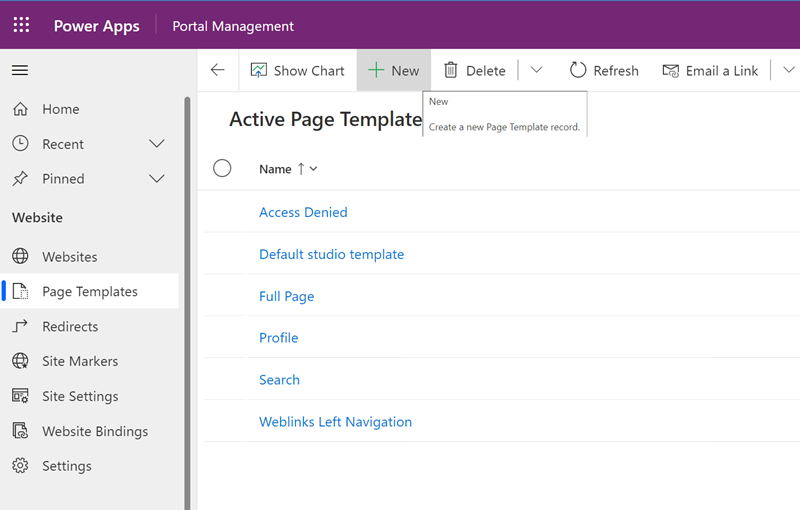 Power Apps Portal Management
Show Chart New Delete Refresh Email a Link
Home
Recent
Pinned
Website
Websites
Page Templates
Redirects
Site Markers
Site Settings
Website Bindings
Settings
New
Create a new Page Template record.
Active Page Template
Name
Access Denied
Default studio template
Full Page
Profile
Search
Weblinks Left Navigation